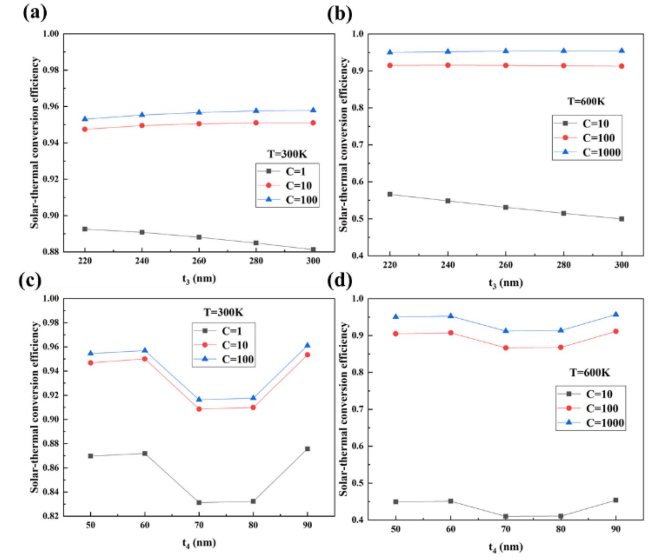 (a)
Solar-thermal conversion efficiency
1.00
0.98
0.96
0.94
0.92
0.90
0.88
T=300K
C=1
C=10
C=100
220 240 260 280 300
t3 (nm)
(b)
Solar-thermal conversion efficiency
1.0
0.9
0.8
0.7
0.6
0.5
0.4
T=600K
C=10
C=100
C=1000
220 240 260 280 300
t3 (nm)
(c)
Solar-thermal conversion efficiency
1.00
0.98
0.96
0.94
0.92
0.90
0.88
0.86
0.84
0.82
T=300K
C=1
C=10
C=100
50 60 70 80 90
t4 (nm)
(d)
Solar-thermal conversion efficiency
1.0
0.9
0.8
0.7
0.6
0.5
0.4
T=600K
C=10
C=100
C=1000
50 60 70 80 90
t4 (nm)